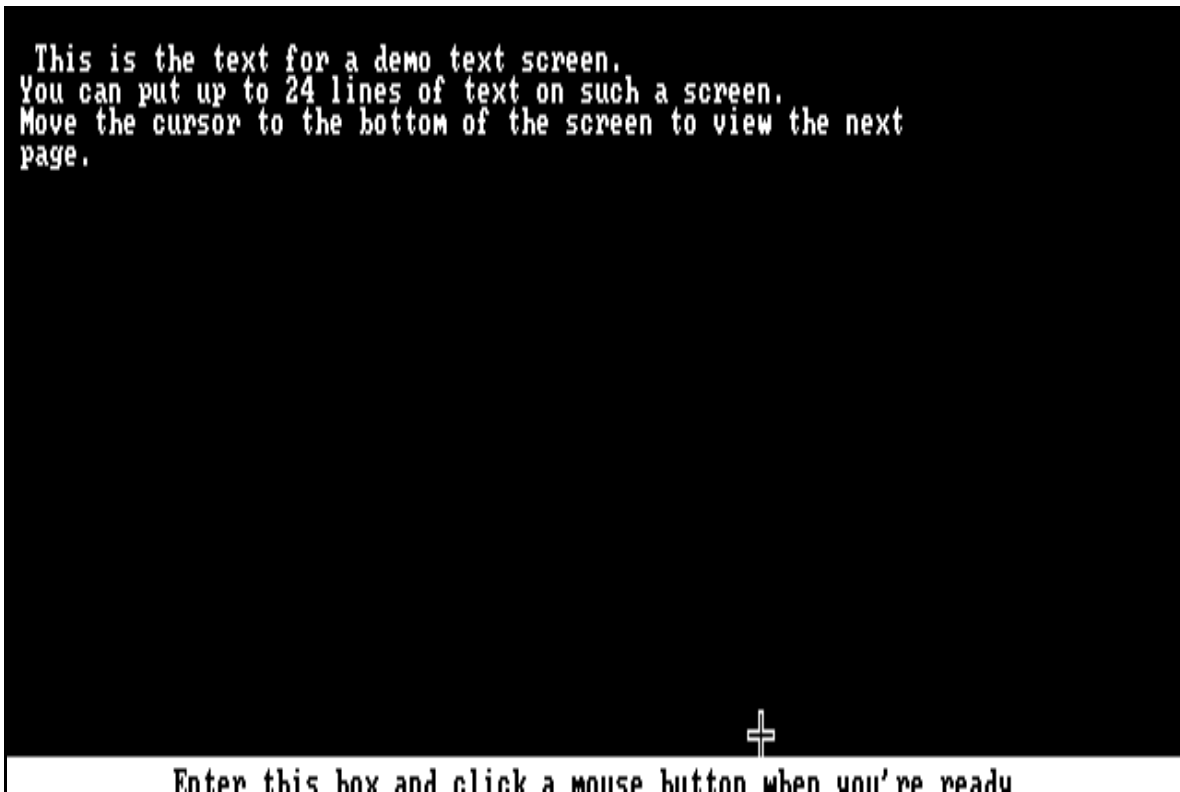 This is the text for a demo text screen.
You can put up to 24 lines of text on such a screen.
Move the cursor to the bottom of the screen to view the next
page.
Enter this box and click a mouse button when you're ready